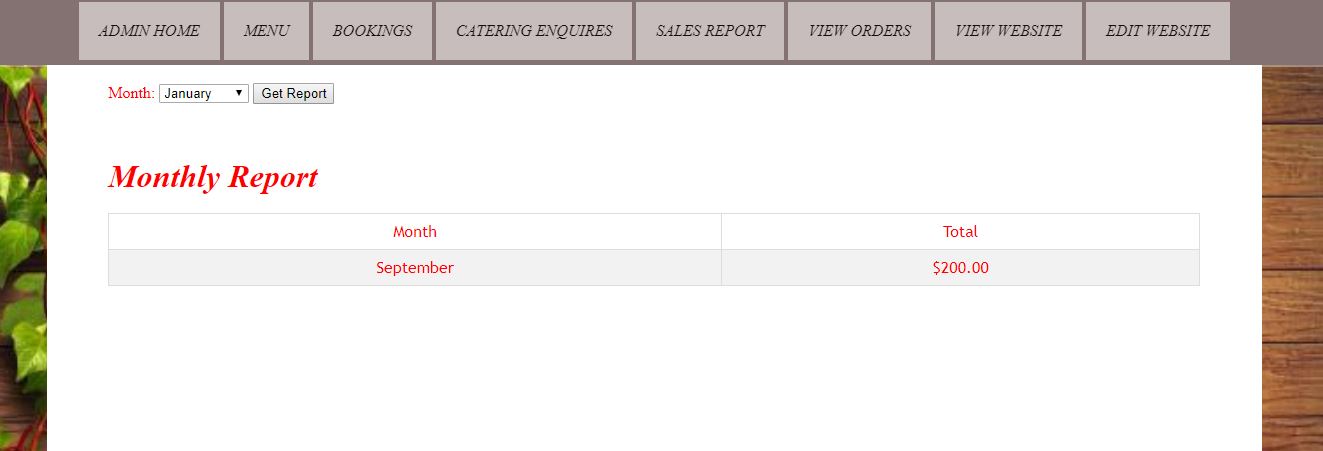 ADMIN HOME MENU BOOKINGS CATERING ENQUIRES SALES REPORT VIEW ORDERS VIEW WEBSITE EDIT WEBSITE
Month: January Get Report
Monthly Report
Month Total
September $200.00